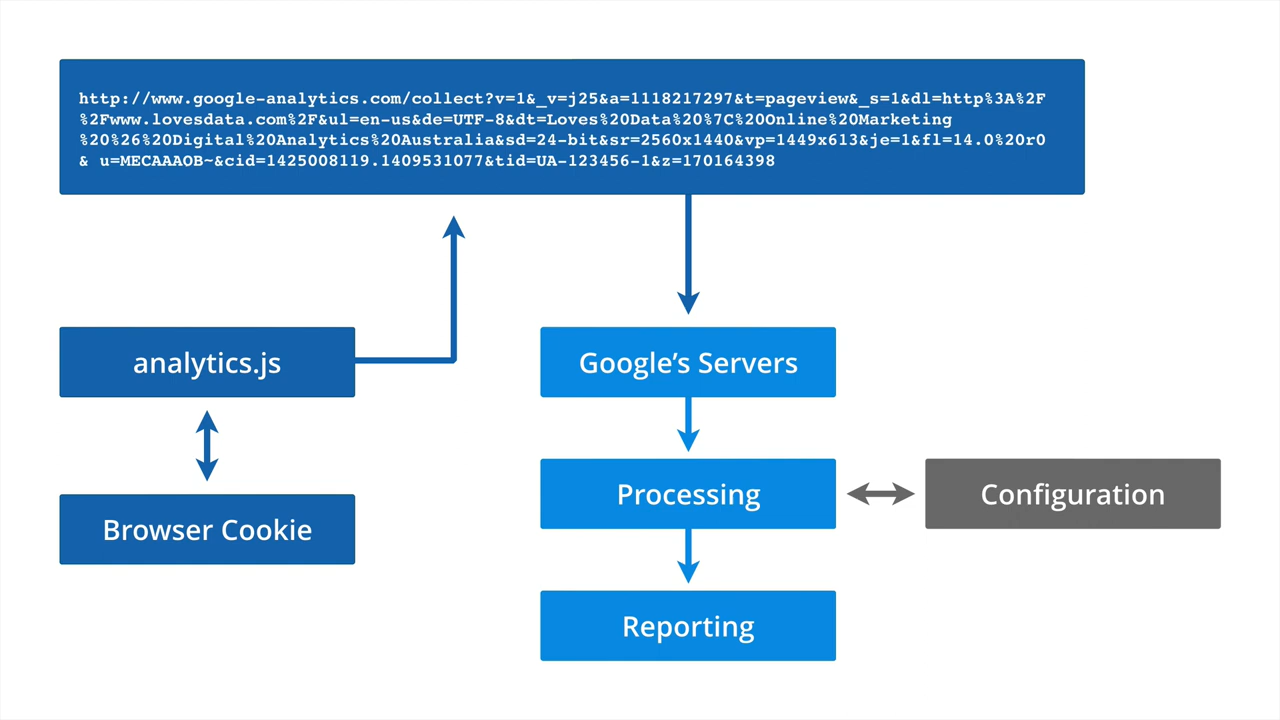 http://www.google-analytics.com/collect?v=1&_v=j25&a=1118217297&t=pageview&_s=1&dl=http%3A%2F
%2Fwww.lovesdata.com%2F&ul=en-us&de=UTF-8&dt=Loves%20Data%20%7C%20Online%20Marketing
%20%26%20Digital%20Analytics%20Australia&sd=24-bit&sr=2560x1440&vp=1449x613&je=1&fl=14.0%20r0
& u=MECAAAOB~&cid=1425008119.1409531077&tid=UA-123456-1&z=170164398
analytics.js
Google’s Servers
Processing
Configuration
Browser Cookie
Reporting